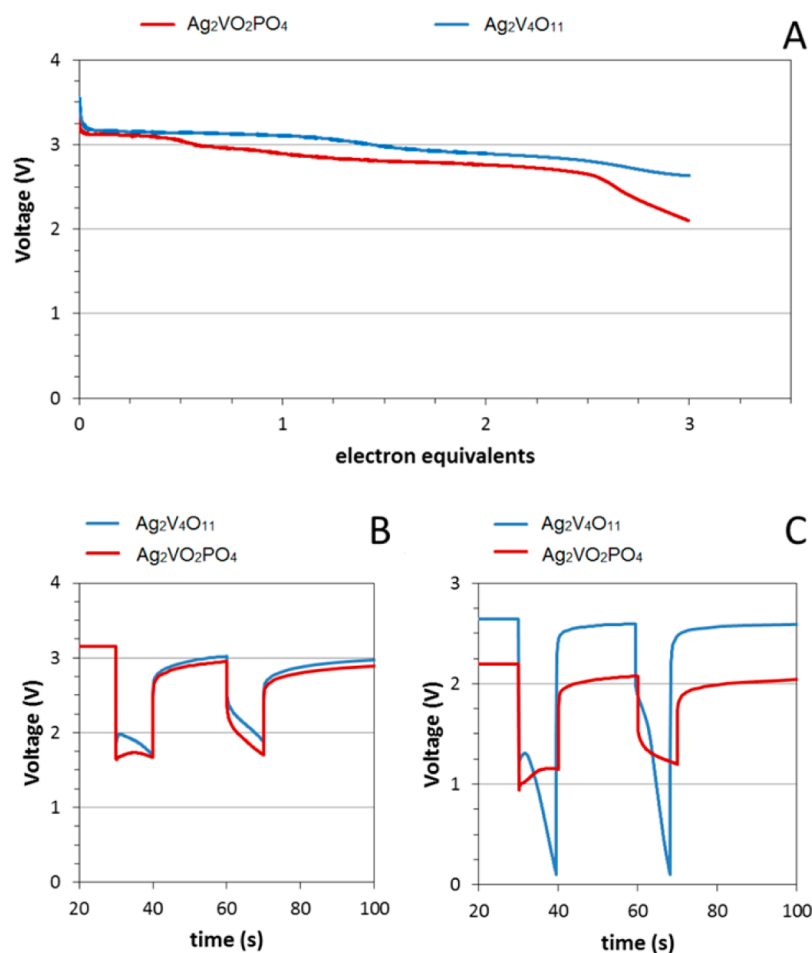 Ag₂VO₂PO₄ Ag₂V₄O₁₁ A
4
3
2
1
0
Voltage (V)
0 1 2 3
electron equivalents
Ag₂V₄O₁₁ B
Ag₂VO₂PO₄
4
3
2
1
0
Voltage (V)
20 40 60 80 100
time (s)
Ag₂V₄O₁₁ C
Ag₂VO₂PO₄
3
2
1
0
Voltage (V)
20 40 60 80 100
time (s)